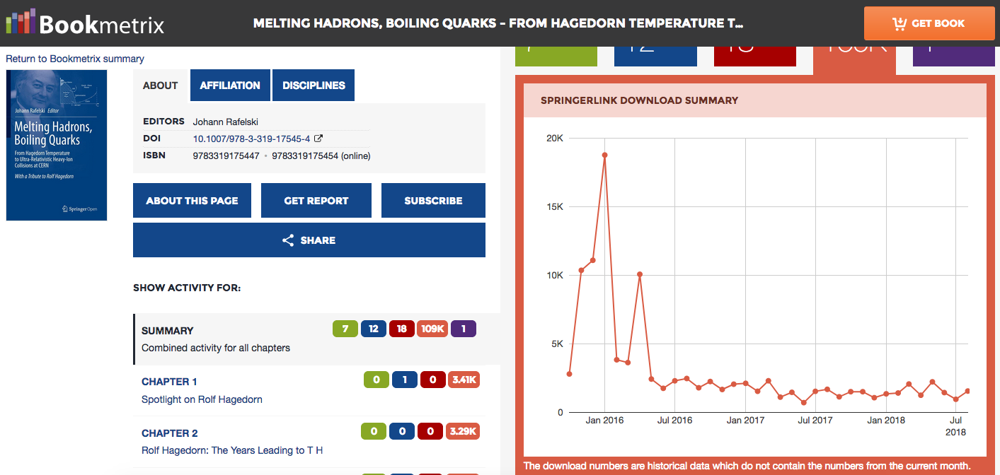 Bookmetrix
MELTING HADRONS, BOILING QUARKS - FROM HAGEDORN TEMPERATURE T...
GET BOOK
Return to Bookmetrix summary
Johann Rafelski Editor
Melting Hadrons,
Boiling Quarks
From Hagedorn Temperature
to Ultra-Relativistic Heavy-Ion
Collisions at CERN
With a Tribute to Rolf Hagedorn
Springer Open
ABOUT
AFFILIATION
DISCIPLINES
EDITORS Johann Rafelski
DOI 10.1007/978-3-319-17545-4
ISBN 9783319175447 • 9783319175454 (online)
ABOUT THIS PAGE
GET REPORT
SUBSCRIBE
SHARE
SHOW ACTIVITY FOR:
SUMMARY 7 12 18 109K 1
Combined activity for all chapters
CHAPTER 1 0 1 0 3.41K
Spotlight on Rolf Hagedorn
CHAPTER 2 0 0 0 3.29K
Rolf Hagedorn: The Years Leading to T H
SPRINGERLINK DOWNLOAD SUMMARY
20K
15K
10K
5K
0
Jan 2016 Jul 2016 Jan 2017 Jul 2017 Jan 2018 Jul
2018
The download numbers are historical data which do not contain the numbers from the current month.